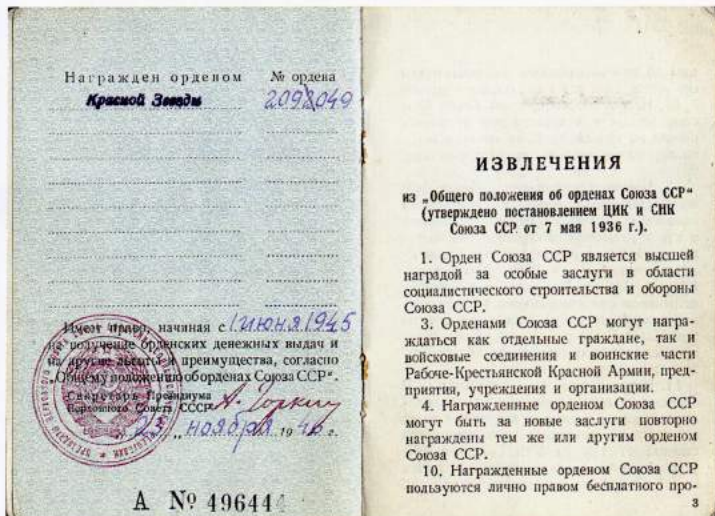 Награжден орденом № ордена
Красной Звезды 2098049
Имеет право, начиная с 1 июня 1945
на получение орденских денежных выдач и
на другие льготы и преимущества, согласно
„Общему положению об орденах Союза ССР“.
Секретарь Президиума
Верховного Совета СССР А. Горкин
„ ноября 1946 г.
А № 496444
ИЗВЛЕЧЕНИЯ
из „Общего положения об орденах Союза ССР“
(утверждено постановлением ЦИК и СНК
Союза ССР от 7 мая 1936 г.).
1. Орден Союза ССР является высшей
наградой за особые заслуги в области
социалистического строительства и обороны
Союза ССР.
3. Орденами Союза ССР могут награ-
ждаться как отдельные граждане, так и
войсковые соединения и воинские части
Рабоче-Крестьянской Красной Армии, пред-
приятия, учреждения и организации.
4. Награжденные орденом Союза ССР
могут быть за новые заслуги повторно
награждены тем же или другим орденом
Союза ССР.
10. Награжденные орденом Союза ССР
пользуются лично правом бесплатного про-
3